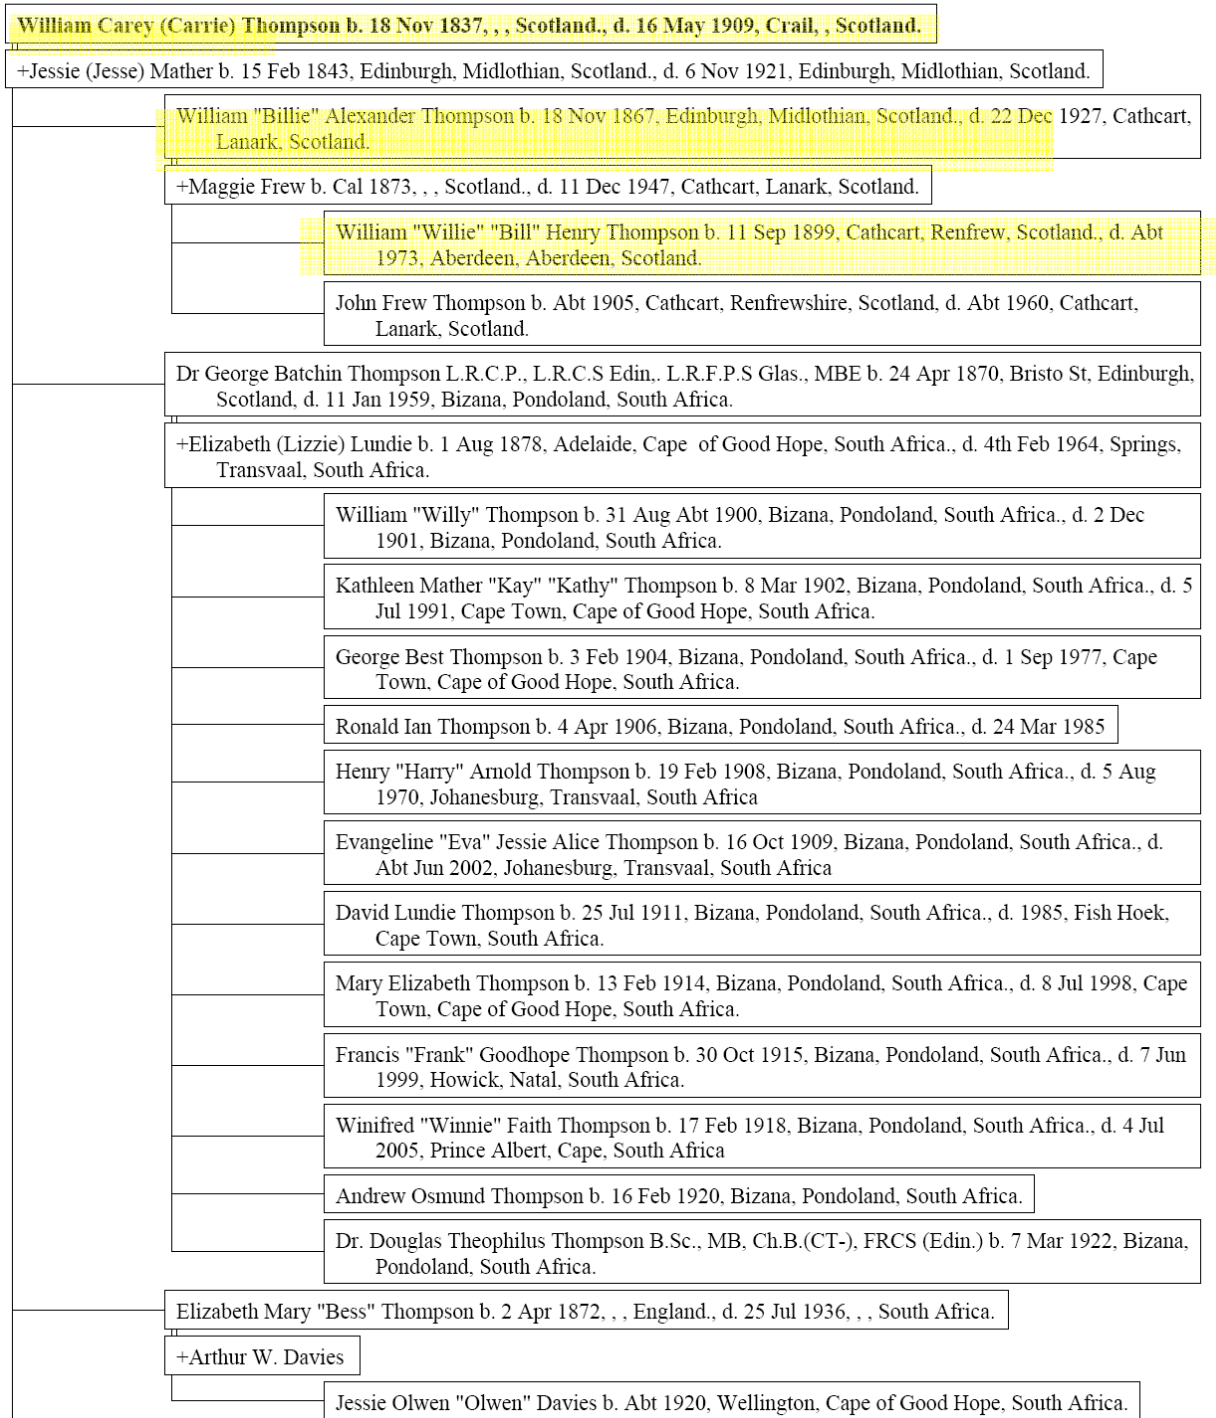 William Carey (Carrie) Thompson b. 18 Nov 1837, , , Scotland., d. 16 May 1909, Crail, , Scotland.
+Jessie (Jesse) Mather b. 15 Feb 1843, Edinburgh, Midlothian, Scotland., d. 6 Nov 1921, Edinburgh, Midlothian, Scotland.
William "Billie" Alexander Thompson b. 18 Nov 1867, Edinburgh, Midlothian, Scotland., d. 22 Dec 1927, Cathcart,
Lanark, Scotland.
+Maggie Frew b. Cal 1873, , , Scotland., d. 11 Dec 1947, Cathcart, Lanark, Scotland.
William "Willie" "Bill" Henry Thompson b. 11 Sep 1899, Cathcart, Renfrew, Scotland., d. Abt
1973, Aberdeen, Aberdeen, Scotland.
John Frew Thompson b. Abt 1905, Cathcart, Renfrewshire, Scotland, d. Abt 1960, Cathcart,
Lanark, Scotland.
Dr George Batchin Thompson L.R.C.P., L.R.C.S Edin,. L.R.F.P.S Glas., MBE b. 24 Apr 1870, Bristo St, Edinburgh,
Scotland, d. 11 Jan 1959, Bizana, Pondoland, South Africa.
+Elizabeth (Lizzie) Lundie b. 1 Aug 1878, Adelaide, Cape  of Good Hope, South Africa., d. 4th Feb 1964, Springs,
Transvaal, South Africa.
William "Willy" Thompson b. 31 Aug Abt 1900, Bizana, Pondoland, South Africa., d. 2 Dec
1901, Bizana, Pondoland, South Africa.
Kathleen Mather "Kay" "Kathy" Thompson b. 8 Mar 1902, Bizana, Pondoland, South Africa., d. 5
Jul 1991, Cape Town, Cape of Good Hope, South Africa.
George Best Thompson b. 3 Feb 1904, Bizana, Pondoland, South Africa., d. 1 Sep 1977, Cape
Town, Cape of Good Hope, South Africa.
Ronald Ian Thompson b. 4 Apr 1906, Bizana, Pondoland, South Africa., d. 24 Mar 1985
Henry "Harry" Arnold Thompson b. 19 Feb 1908, Bizana, Pondoland, South Africa., d. 5 Aug
1970, Johanesburg, Transvaal, South Africa
Evangeline "Eva" Jessie Alice Thompson b. 16 Oct 1909, Bizana, Pondoland, South Africa., d.
Abt Jun 2002, Johanesburg, Transvaal, South Africa
David Lundie Thompson b. 25 Jul 1911, Bizana, Pondoland, South Africa., d. 1985, Fish Hoek,
Cape Town, South Africa.
Mary Elizabeth Thompson b. 13 Feb 1914, Bizana, Pondoland, South Africa., d. 8 Jul 1998, Cape
Town, Cape of Good Hope, South Africa.
Francis "Frank" Goodhope Thompson b. 30 Oct 1915, Bizana, Pondoland, South Africa., d. 7 Jun
1999, Howick, Natal, South Africa.
Winifred "Winnie" Faith Thompson b. 17 Feb 1918, Bizana, Pondoland, South Africa., d. 4 Jul
2005, Prince Albert, Cape, South Africa
Andrew Osmund Thompson b. 16 Feb 1920, Bizana, Pondoland, South Africa.
Dr. Douglas Theophilus Thompson B.Sc., MB, Ch.B.(CT-), FRCS (Edin.) b. 7 Mar 1922, Bizana,
Pondoland, South Africa.
Elizabeth Mary "Bess" Thompson b. 2 Apr 1872, , , England., d. 25 Jul 1936, , , South Africa.
+Arthur W. Davies
Jessie Olwen "Olwen" Davies b. Abt 1920, Wellington, Cape of Good Hope, South Africa.